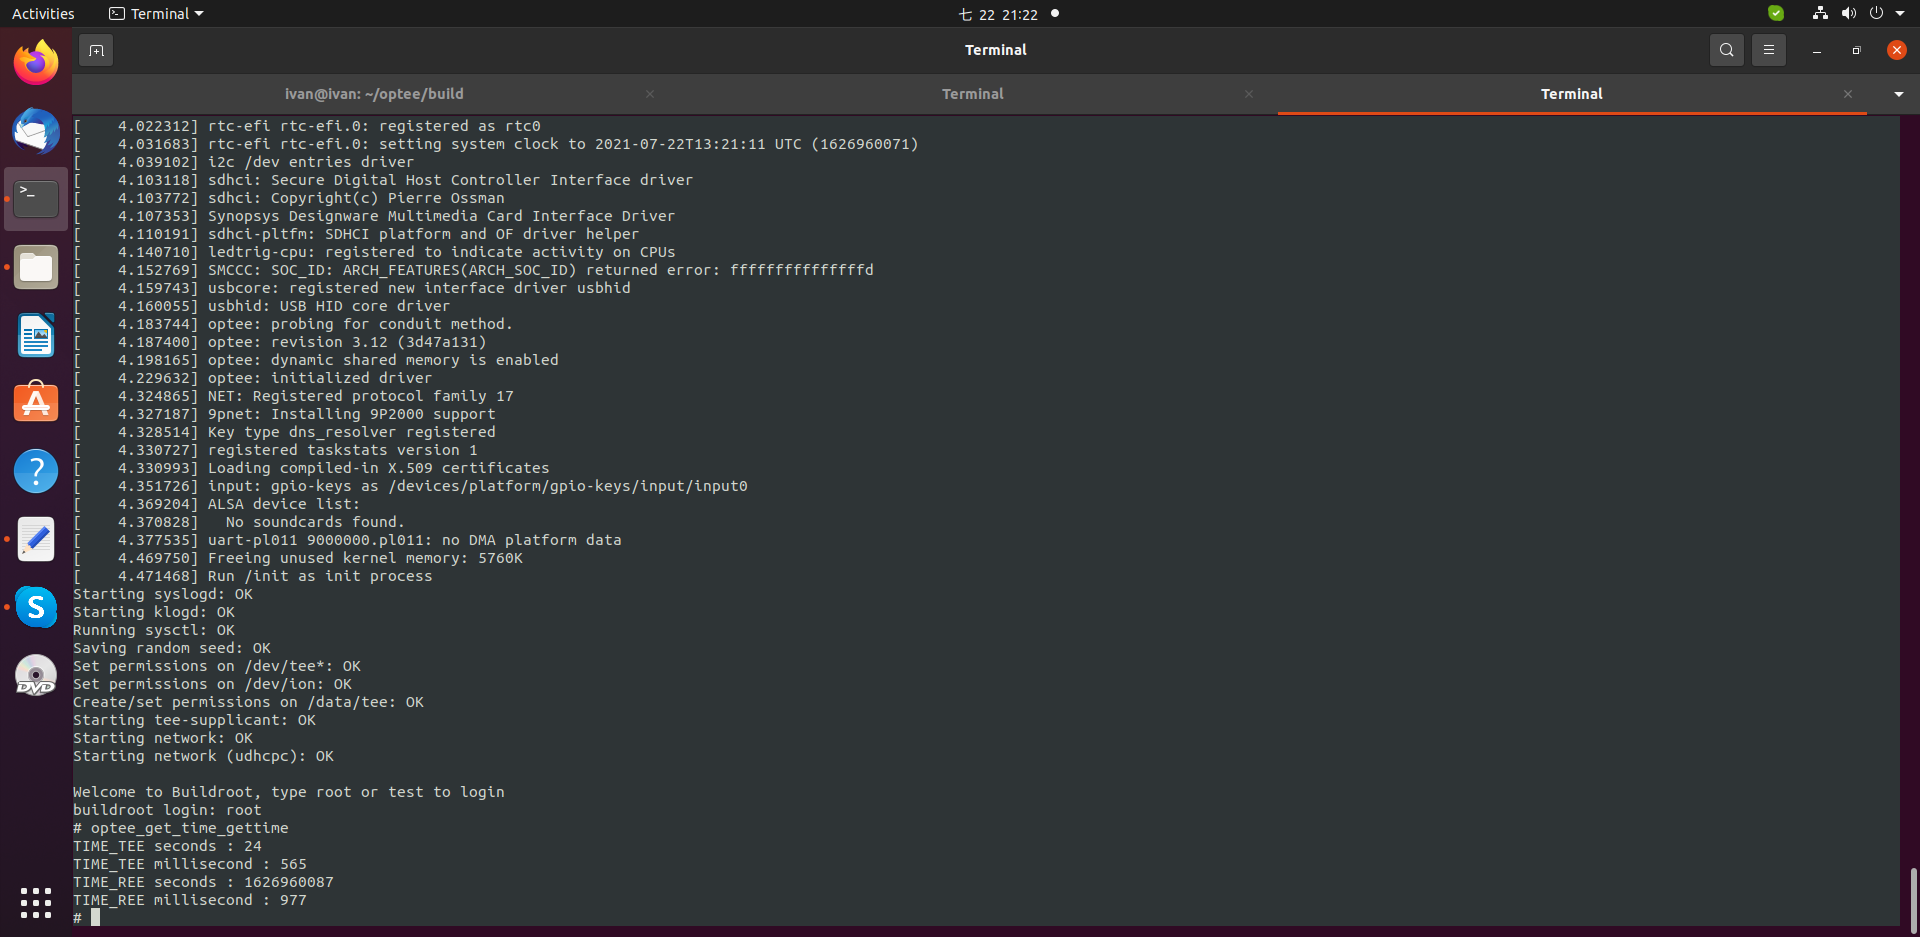 Activities
Terminal
七 22 21:22
Terminal
ivan@ivan: ~/optee/build
Terminal
Terminal
[    4.022312] rtc-efi rtc-efi.0: registered as rtc0
[    4.031683] rtc-efi rtc-efi.0: setting system clock to 2021-07-22T13:21:11 UTC (1626960071)
[    4.039102] i2c /dev entries driver
[    4.103118] sdhci: Secure Digital Host Controller Interface driver
[    4.103772] sdhci: Copyright(c) Pierre Ossman
[    4.107353] Synopsys Designware Multimedia Card Interface Driver
[    4.110191] sdhci-pltfm: SDHCI platform and OF driver helper
[    4.140710] ledtrig-cpu: registered to indicate activity on CPUs
[    4.152769] SMCCC: SOC_ID: ARCH_FEATURES(ARCH_SOC_ID) returned error: fffffffffffffffd
[    4.159743] usbcore: registered new interface driver usbhid
[    4.160055] usbhid: USB HID core driver
[    4.183744] optee: probing for conduit method.
[    4.187400] optee: revision 3.12 (3d47a131)
[    4.198165] optee: dynamic shared memory is enabled
[    4.229632] optee: initialized driver
[    4.324865] NET: Registered protocol family 17
[    4.327187] 9pnet: Installing 9P2000 support
[    4.328514] Key type dns_resolver registered
[    4.330727] registered taskstats version 1
[    4.330993] Loading compiled-in X.509 certificates
[    4.351726] input: gpio-keys as /devices/platform/gpio-keys/input/input0
[    4.369204] ALSA device list:
[    4.370828]   No soundcards found.
[    4.377535] uart-pl011 9000000.pl011: no DMA platform data
[    4.469750] Freeing unused kernel memory: 5760K
[    4.471468] Run /init as init process
Starting syslogd: OK
Starting klogd: OK
Running sysctl: OK
Saving random seed: OK
Set permissions on /dev/tee*: OK
Set permissions on /dev/ion: OK
Create/set permissions on /data/tee: OK
Starting tee-supplicant: OK
Starting network: OK
Starting network (udhcpc): OK
Welcome to Buildroot, type root or test to login
buildroot login: root
# optee_get_time_gettime
TIME_TEE seconds : 24
TIME_TEE millisecond : 565
TIME_REE seconds : 1626960087
TIME_REE millisecond : 977
#
DVD